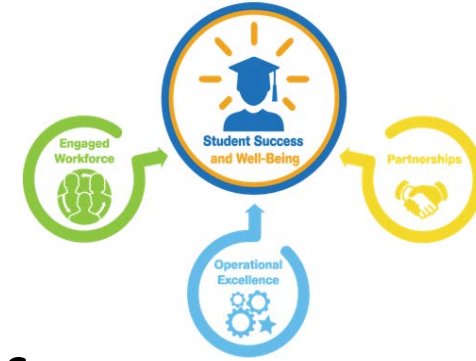 Student Success
and Well-Being
Engaged
Workforce
Partnerships
Operational
Excellence